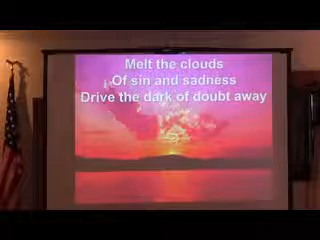 Melt the clouds
Of sin and sadness
Drive the dark of doubt away